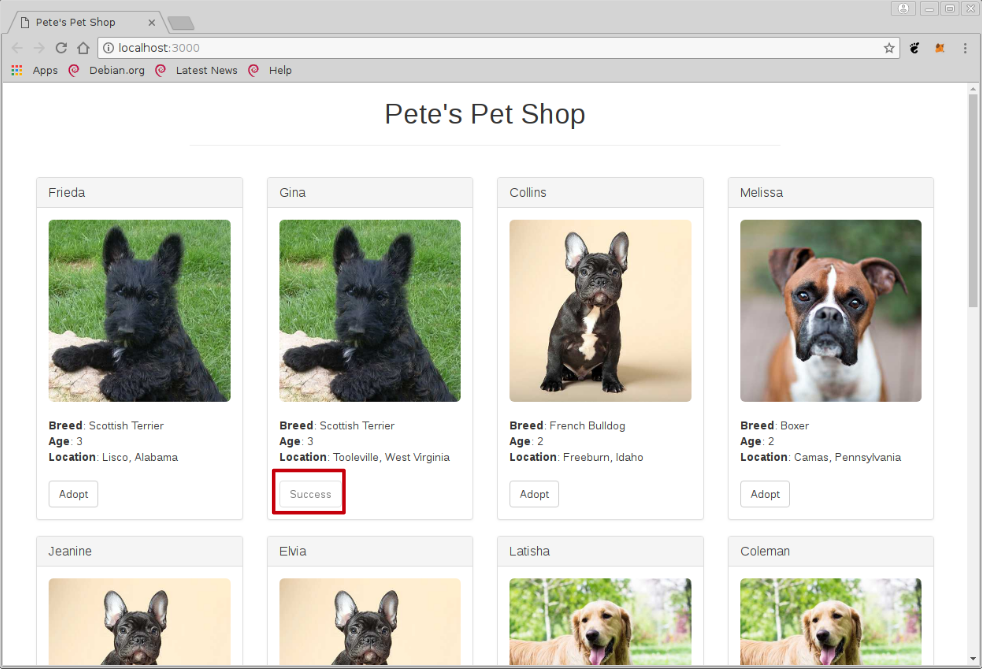 Pete's Pet Shop
localhost:3000
Apps Debian.org Latest News Help
Pete's Pet Shop
Frieda
Breed: Scottish Terrier
Age: 3
Location: Lisco, Alabama
Adopt
Gina
Breed: Scottish Terrier
Age: 3
Location: Tooleville, West Virginia
Success
Collins
Breed: French Bulldog
Age: 2
Location: Freeburn, Idaho
Adopt
Melissa
Breed: Boxer
Age: 2
Location: Camas, Pennsylvania
Adopt
Jeanine
Elvia
Latisha
Coleman